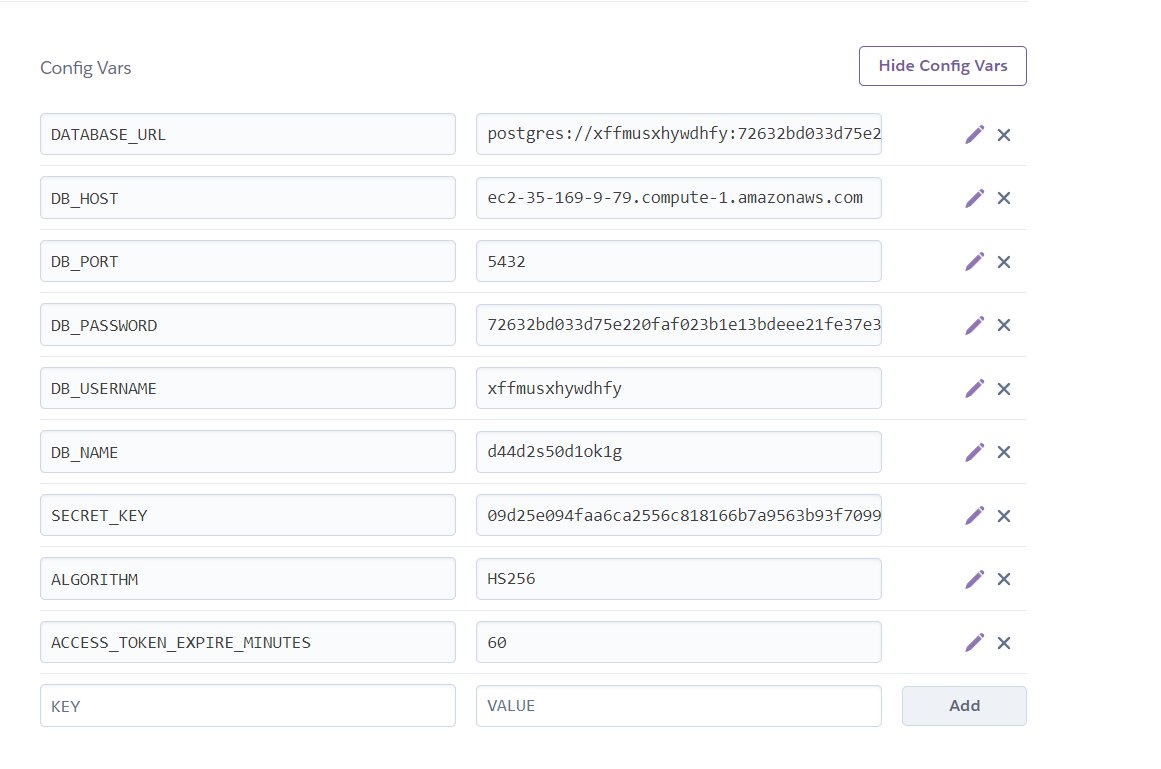 Config Vars
Hide Config Vars
DATABASE_URL
postgres://xffmusxhywdhfy:72632bd033d75e2
DB_HOST
ec2-35-169-9-79.compute-1.amazonaws.com
DB_PORT
5432
DB_PASSWORD
72632bd033d75e220faf023b1e13bdeee21fe37e3
DB_USERNAME
xffmusxhywdhfy
DB_NAME
d44d2s50d1ok1g
SECRET_KEY
09d25e094faa6ca2556c818166b7a9563b93f7099
ALGORITHM
HS256
ACCESS_TOKEN_EXPIRE_MINUTES
60
KEY
VALUE
Add